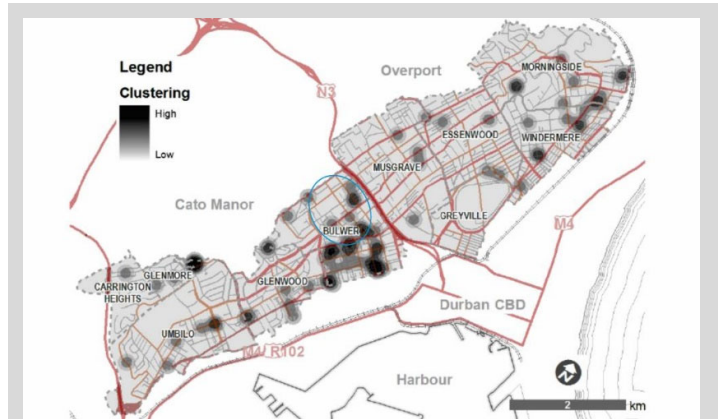 Legend
Clustering
High
Low
Overport
N3
MORNINGSIDE
ESSENWOOD
WINDERMERE
MUSGRAVE
Cato Manor
GREYVILLE
BULWER
M4
GLENMORE
CARRINGTON
HEIGHTS
GLENWOOD
Durban CBD
UMBILO
R102
Harbour
N
2
km